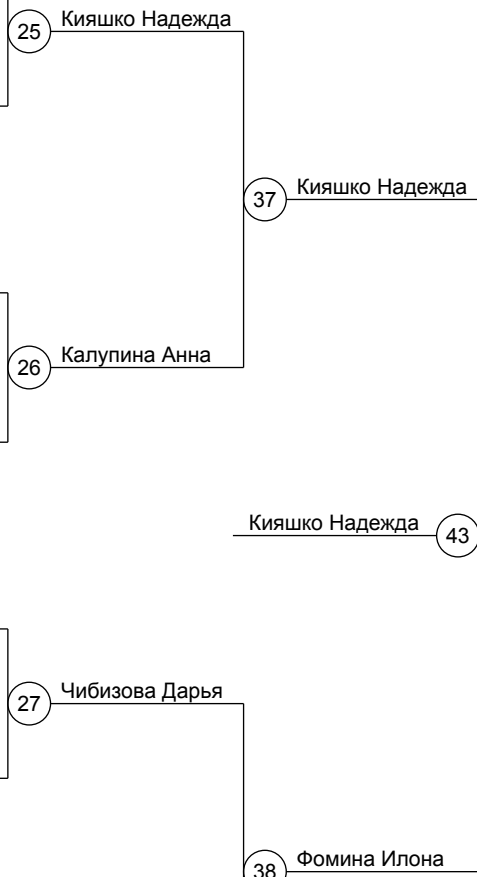 Кияшко Надежда
25
Кияшко Надежда
37
Калупина Анна
26
Кияшко Надежда
43
Чибизова Дарья
27
Фомина Илона
38